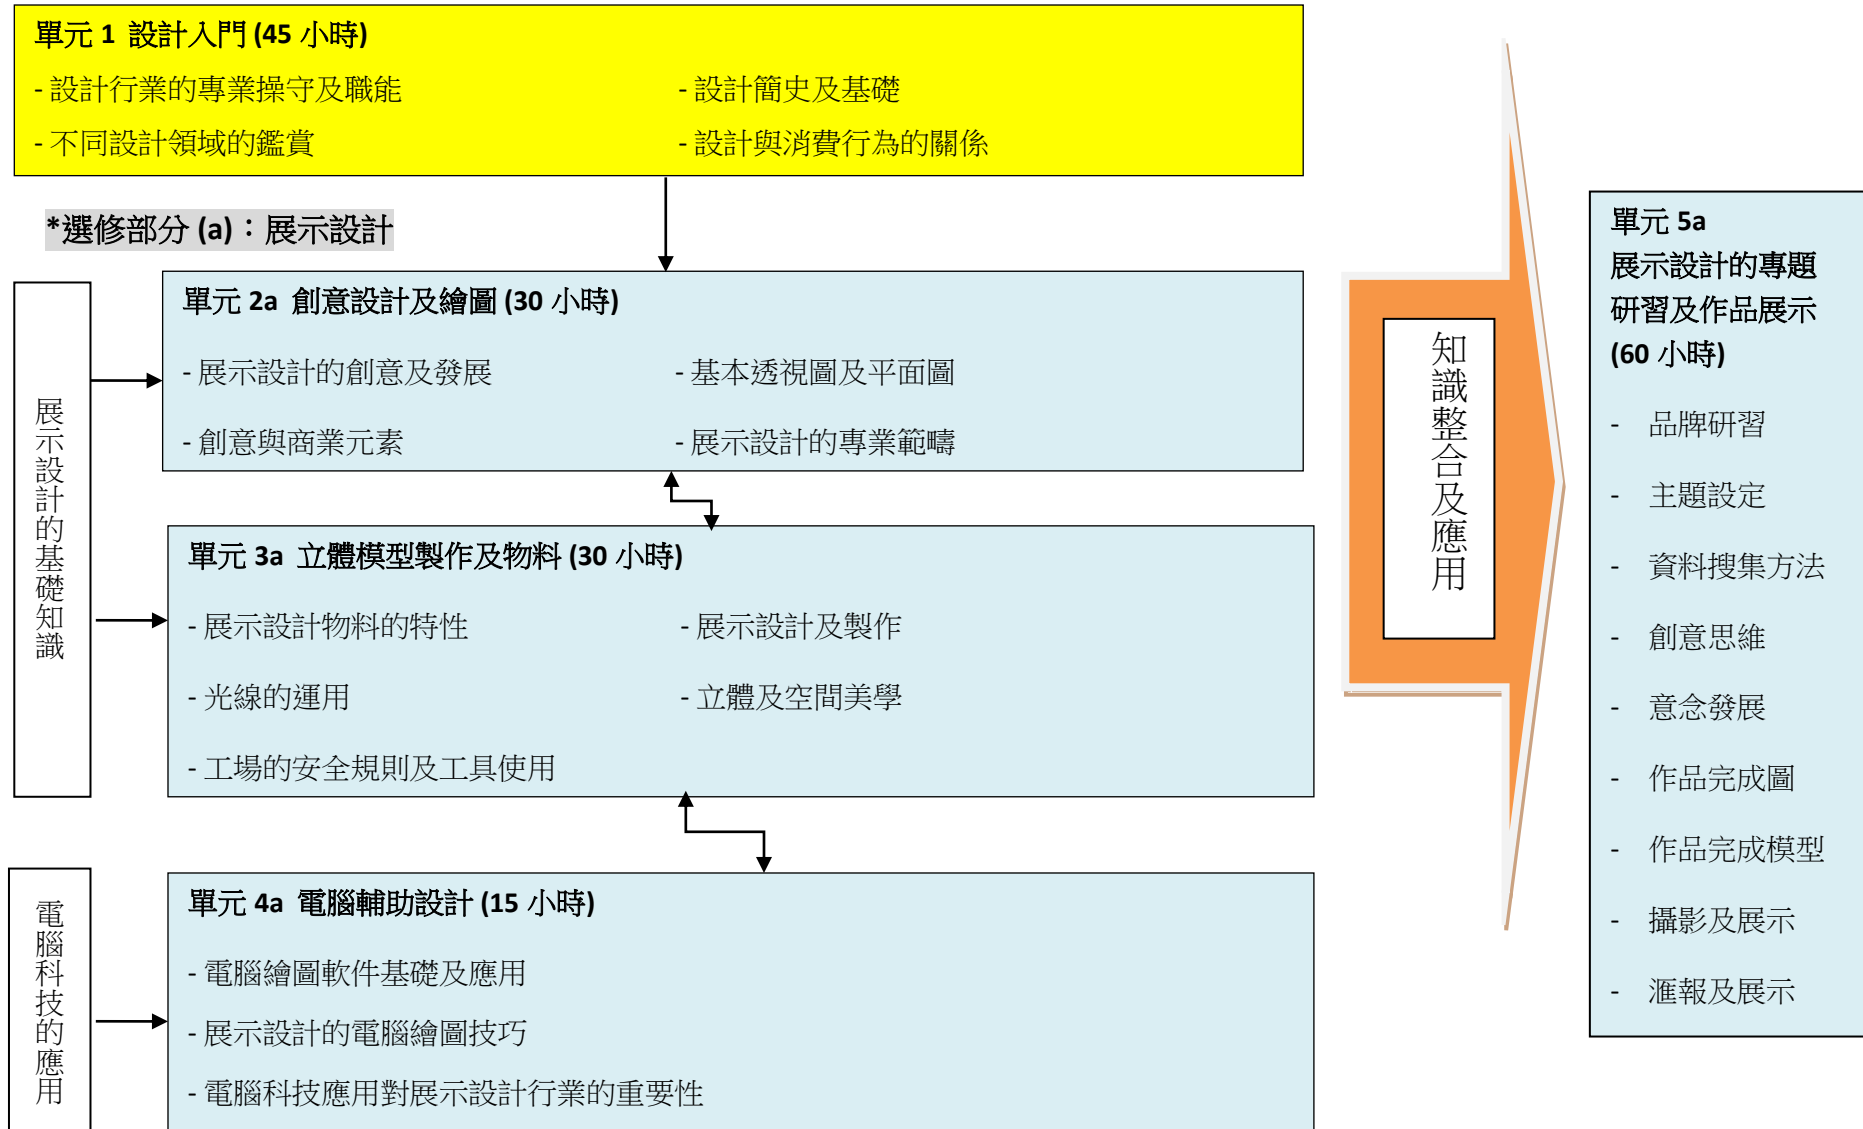 單元 1 設計入門 (45 小時)
- 設計行業的專業操守及職能
- 設計簡史及基礎
- 不同設計領域的鑑賞
- 設計與消費行為的關係
*選修部分 (a)：展示設計
展示設計的基礎知識
單元 2a 創意設計及繪圖 (30 小時)
- 展示設計的創意及發展
- 基本透視圖及平面圖
- 創意與商業元素
- 展示設計的專業範疇
單元 3a 立體模型製作及物料 (30 小時)
- 展示設計物料的特性
- 展示設計及製作
- 光線的運用
- 立體及空間美學
- 工場的安全規則及工具使用
電腦科技的應用
單元 4a 電腦輔助設計 (15 小時)
- 電腦繪圖軟件基礎及應用
- 展示設計的電腦繪圖技巧
- 電腦科技應用對展示設計行業的重要性
知識整合及應用
單元 5a
展示設計的專題
研習及作品展示
(60 小時)
- 品牌研習
- 主題設定
- 資料搜集方法
- 創意思維
- 意念發展
- 作品完成圖
- 作品完成模型
- 攝影及展示
- 滙報及展示